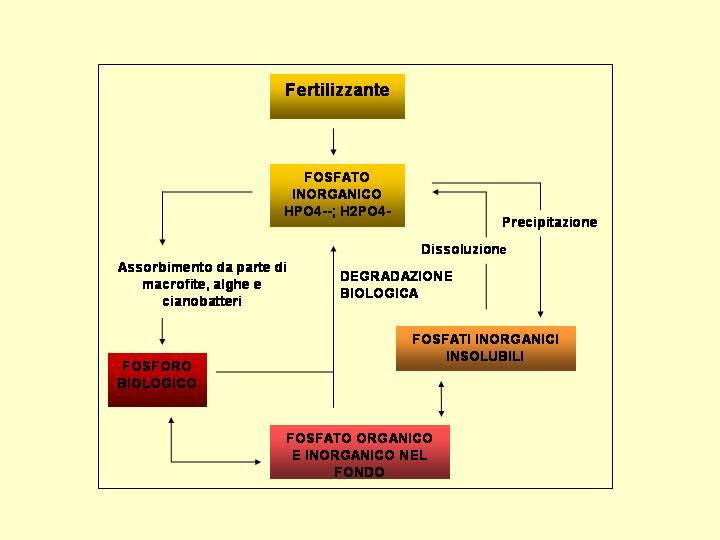 Fertilizzante
FOSFATO
INORGANICO
HPO4--; H2PO4-
Precipitazione
Dissoluzione
Assorbimento da parte di
macrofite, alghe e
cianobatteri
DEGRADAZIONE
BIOLOGICA
FOSFATI INORGANICI
INSOLUBILI
FOSFORO
BIOLOGICO
FOSFATO ORGANICO
E INORGANICO NEL
FONDO